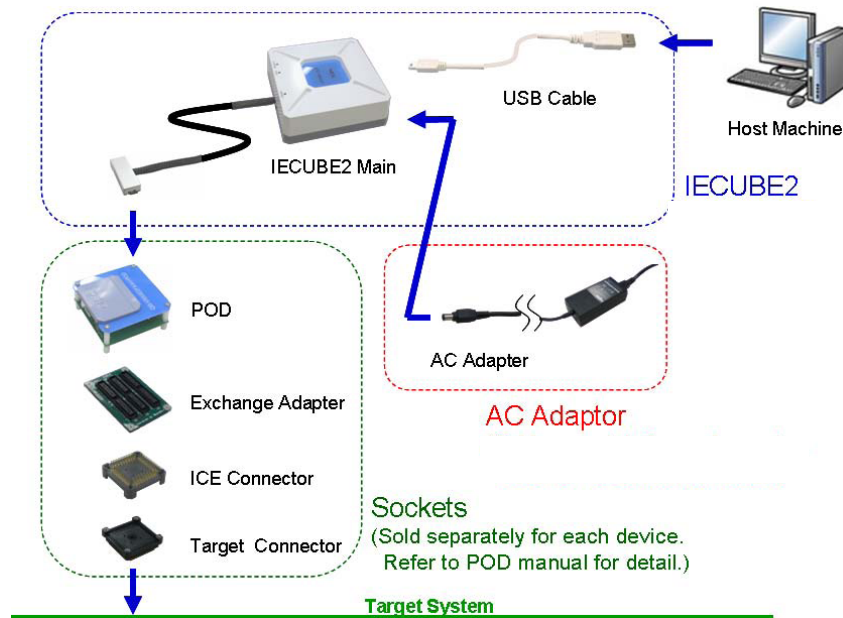 USB Cable
Host Machine
IECUBE2 Main
IECUBE2
POD
AC Adapter
Exchange Adapter
AC Adaptor
ICE Connector
Sockets
(Sold separately for each device.
Refer to POD manual for detail.)
Target Connector
Target System